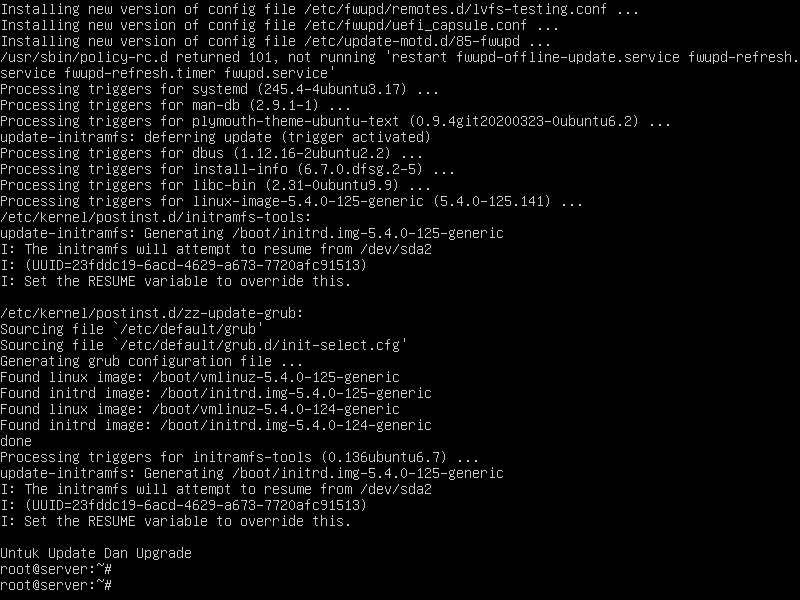 Installing new version of config file /etc/fwupd/remotes.d/lvfs-testing.conf ...
Installing new version of config file /etc/fwupd/uefi_capsule.conf ...
Installing new version of config file /etc/update-motd.d/85-fwupd ...
/usr/sbin/policy-rc.d returned 101, not running 'restart fwupd-offline-update.service fwupd-refresh.
service fwupd-refresh.timer fwupd.service'
Processing triggers for systemd (245.4-4ubuntu3.17) ...
Processing triggers for man-db (2.9.1-1) ...
Processing triggers for plymouth-theme-ubuntu-text (0.9.4git20200323-0ubuntu6.2) ...
update-initramfs: deferring update (trigger activated)
Processing triggers for dbus (1.12.16-2ubuntu2.2) ...
Processing triggers for install-info (6.7.0.dfsg.2-5) ...
Processing triggers for libc-bin (2.31-0ubuntu9.9) ...
Processing triggers for linux-image-5.4.0-125-generic (5.4.0-125.141) ...
/etc/kernel/postinst.d/initramfs-tools:
update-initramfs: Generating /boot/initrd.img-5.4.0-125-generic
I: The initramfs will attempt to resume from /dev/sda2
I: (UUID=23fddc19-6acd-4629-a673-7720afc91513)
I: Set the RESUME variable to override this.
/etc/kernel/postinst.d/zz-update-grub:
Sourcing file `/etc/default/grub'
Sourcing file `/etc/default/grub.d/init-select.cfg'
Generating grub configuration file ...
Found linux image: /boot/vmlinuz-5.4.0-125-generic
Found initrd image: /boot/initrd.img-5.4.0-125-generic
Found linux image: /boot/vmlinuz-5.4.0-124-generic
Found initrd image: /boot/initrd.img-5.4.0-124-generic
done
Processing triggers for initramfs-tools (0.136ubuntu6.7) ...
update-initramfs: Generating /boot/initrd.img-5.4.0-125-generic
I: The initramfs will attempt to resume from /dev/sda2
I: (UUID=23fddc19-6acd-4629-a673-7720afc91513)
I: Set the RESUME variable to override this.
Untuk Update Dan Upgrade
root@server:~#
root@server:~#